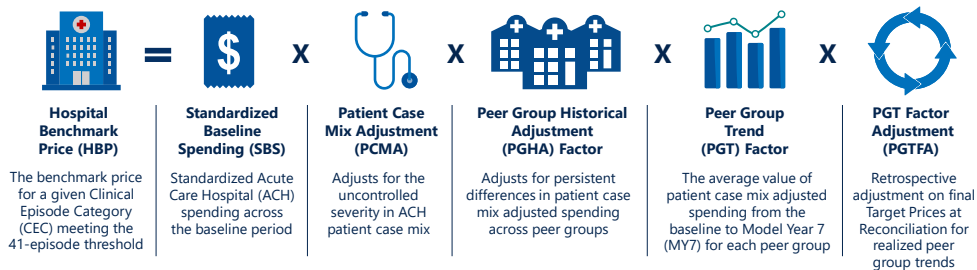 $
=
X
X
X
X
Hospital
Benchmark
Price (HBP)
The benchmark price
for a given Clinical
Episode Category
(CEC) meeting the
41-episode threshold
Standardized
Baseline
Spending (SBS)
Standardized Acute
Care Hospital (ACH)
spending across
the baseline period
Patient Case
Mix Adjustment
(PCMA)
Adjusts for the
uncontrolled
severity in ACH
patient case mix
Peer Group Historical
Adjustment
(PGHA) Factor
Adjusts for persistent
differences in patient case
mix adjusted spending
across peer groups
Peer Group
Trend
(PGT) Factor
The average value of
patient case mix adjusted
spending from the
baseline to Model Year 7
(MY7) for each peer group
PGT Factor
Adjustment
(PGTFA)
Retrospective
adjustment on final
Target Prices at
Reconciliation for
realized peer
group trends